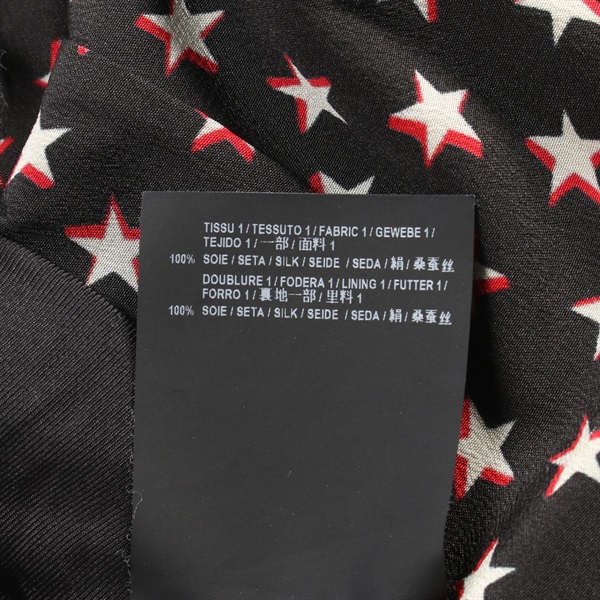 TISSU 1 / TESSUTO 1 / FABRIC 1 / GEWEBE 1 /
TEJIDO 1 / 一部 / 面料 1
100% SOIE / SETA / SILK / SEIDE / SEDA / 絹 / 桑蚕丝
DOUBLURE 1 / FODERA 1 / LINING 1 / FUTTER 1 /
FORRO 1 / 裏地一部 / 里料 1
100% SOIE / SETA / SILK / SEIDE / SEDA / 絹 / 桑蚕丝